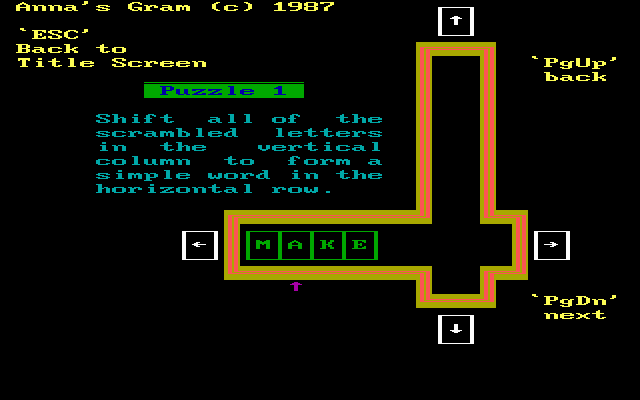 Anna's Gram (c) 1987
`ESC'
Back to
Title Screen
`PgUp'
back
Puzzle 1
Shift all of the
scrambled letters
in the vertical
column to form a
simple word in the
horizontal row.
MAKE
`PgDn'
next